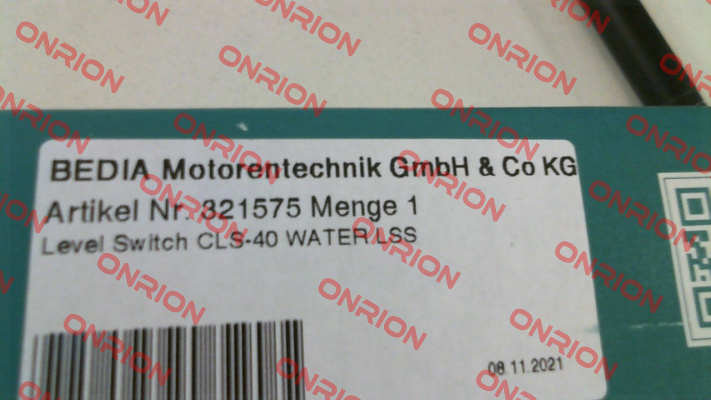 BEDIA Motorentechnik GmbH & Co KG
Artikel Nr. 321575 Menge 1
Level Switch CLS-40 WATER LSS
08.11.2021
ONRION